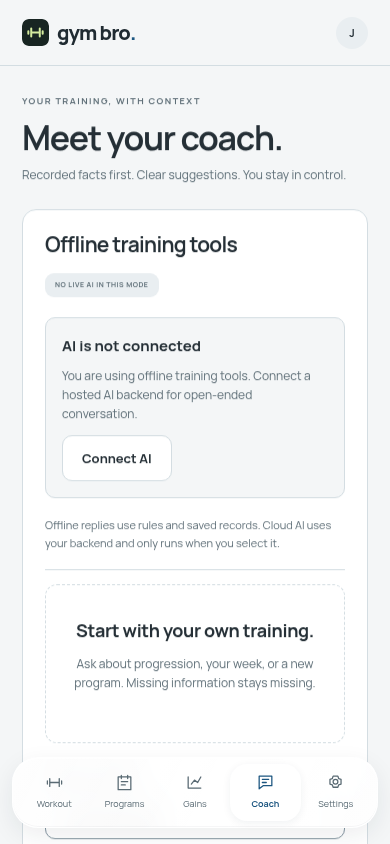 gym bro.
J
YOUR TRAINING, WITH CONTEXT
Meet your coach.
Recorded facts first. Clear suggestions. You stay in control.
Offline training tools
NO LIVE AI IN THIS MODE
AI is not connected
You are using offline training tools. Connect a
hosted AI backend for open-ended
conversation.
Connect AI
Offline replies use rules and saved records. Cloud AI uses
your backend and only runs when you select it.
Start with your own training.
Ask about progression, your week, or a new
program. Missing information stays missing.
Workout
Programs
Gains
Coach
Settings